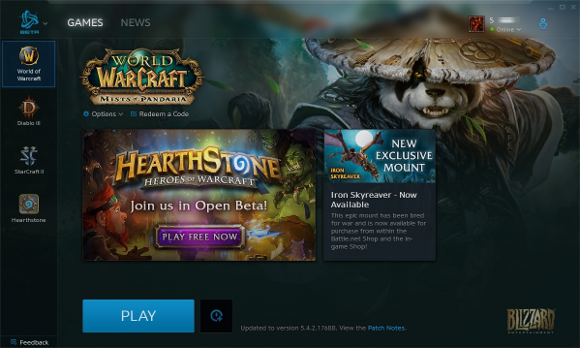 BETA
GAMES
NEWS
5
Online
World of
Warcraft
Diablo III
StarCraft II
Hearthstone
WORLD
OF
WARCRAFT
MISTS OF PANDARIA
Options
Redeem a Code
HEARTHSTONE
HEROES OF WARCRAFT
Join us in Open Beta!
PLAY FREE NOW
NEW
EXCLUSIVE
MOUNT
IRON
SKYREAVER
Iron Skyreaver - Now
Available
This epic mount has been bred
for war and is now available for
purchase from within the
Battle.net Shop and the in-
game Shop!
PLAY
Updated to version 5.4.2.17688. View the Patch Notes.
BLIZZARD
ENTERTAINMENT
Feedback